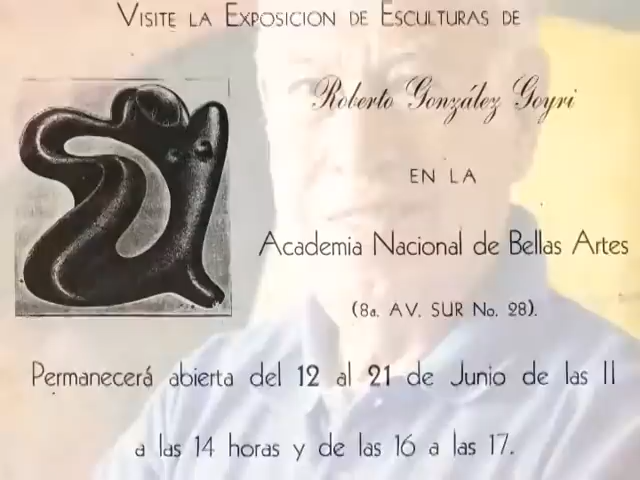 VISITE LA EXPOSICION DE ESCULTURAS DE
Roberto González Goyri
EN LA
Academia Nacional de Bellas Artes
(8a. AV. SUR No. 28).
Permanecerá abierta del 12 al 21 de Junio de las 11
a las 14 horas y de las 16 a las 17.